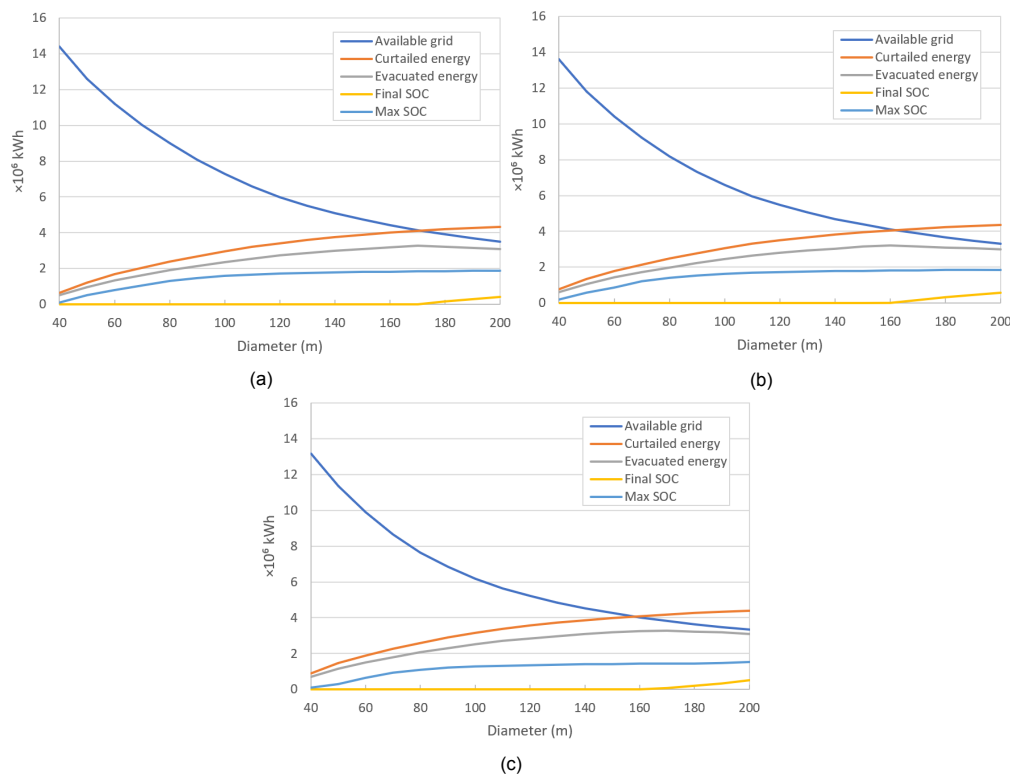 16
14
12
10
8
6
4
2
0
×10⁶ kWh
Available grid
Curtailed energy
Evacuated energy
Final SOC
Max SOC
40 60 80 100 120 140 160 180 200
Diameter (m)
(a)
16
14
12
10
8
6
4
2
0
×10⁶ kWh
Available grid
Curtailed energy
Evacuated energy
Final SOC
Max SOC
40 60 80 100 120 140 160 180 200
Diameter (m)
(b)
16
14
12
10
8
6
4
2
0
×10⁶ kWh
Available grid
Curtailed energy
Evacuated energy
Final SOC
Max SOC
40 60 80 100 120 140 160 180 200
Diameter (m)
(c)